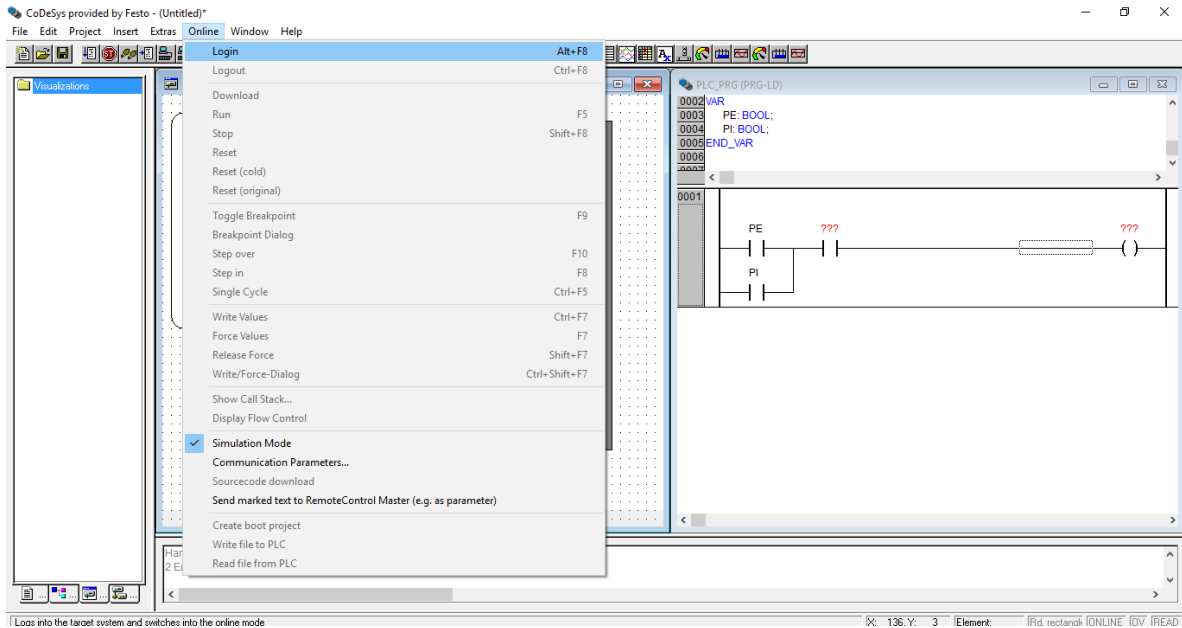 CoDeSys provided by Festo - (Untitled)*
File Edit Project Insert Extras Online Window Help
Login Alt+F8
Logout Ctrl+F8
Download
Run F5
Stop Shift+F8
Reset
Reset (cold)
Reset (original)
Toggle Breakpoint F9
Breakpoint Dialog
Step over F10
Step in F8
Single Cycle Ctrl+F5
Write Values Ctrl+F7
Force Values F7
Release Force Shift+F7
Write/Force-Dialog Ctrl+Shift+F7
Show Call Stack...
Display Flow Control
Simulation Mode
Communication Parameters...
Sourcecode download
Send marked text to RemoteControl Master (e.g. as parameter)
Create boot project
Write file to PLC
Read file from PLC
Visualizations
PLC_PRG (PRG-LD)
0002 VAR
0003 PE: BOOL;
0004 PI: BOOL;
0005 END_VAR
0006
0001
PE ??? ???
PI
Logs into the target system and switches into the online mode
X: 136, Y: 3 Element: Rd. rectangle ONLINE OV READ